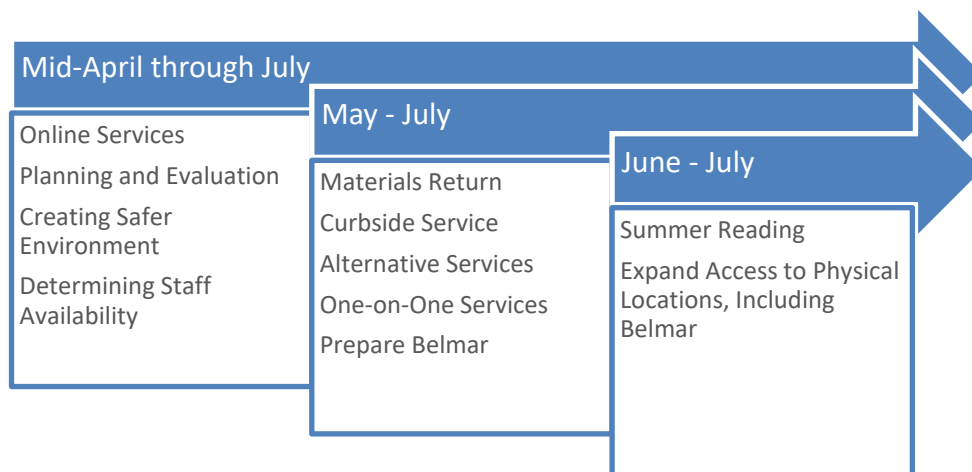 Mid-April through July
Online Services
Planning and Evaluation
Creating Safer
Environment
Determining Staff
Availability
May - July
Materials Return
Curbside Service
Alternative Services
One-on-One Services
Prepare Belmar
June - July
Summer Reading
Expand Access to Physical
Locations, Including
Belmar